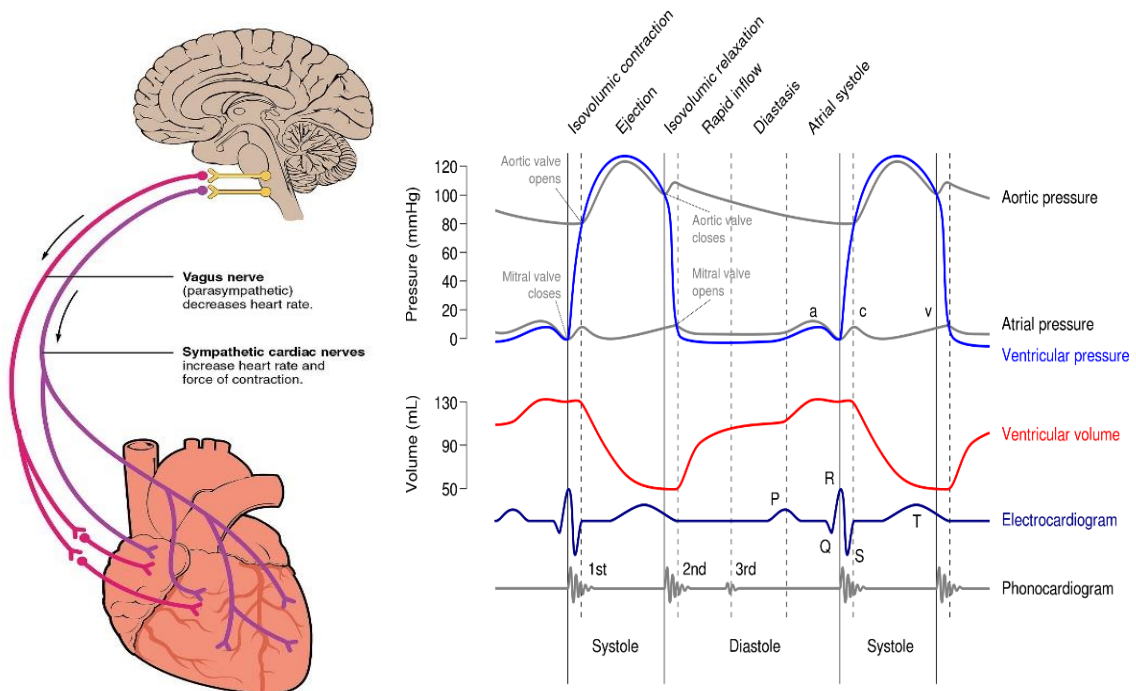 Vagus nerve
(parasympathetic)
decreases heart rate.
Sympathetic cardiac nerves
increase heart rate and
force of contraction.
Isovolumic contraction
Ejection
Isovolumic relaxation
Rapid inflow
Diastasis
Atrial systole
Pressure (mmHg)
120
100
80
60
40
20
0
Aortic valve
opens
Aortic valve
closes
Mitral valve
closes
Mitral valve
opens
a
c
v
Aortic pressure
Atrial pressure
Ventricular pressure
Volume (mL)
130
90
50
Ventricular volume
P
R
Q
S
T
Electrocardiogram
1st
2nd
3rd
Phonocardiogram
Systole
Diastole
Systole